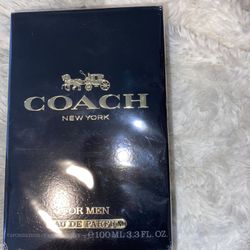 COACH
NEW YORK
FOR MEN
EAU DE PARFUM
100ML 3.3 FL. OZ.